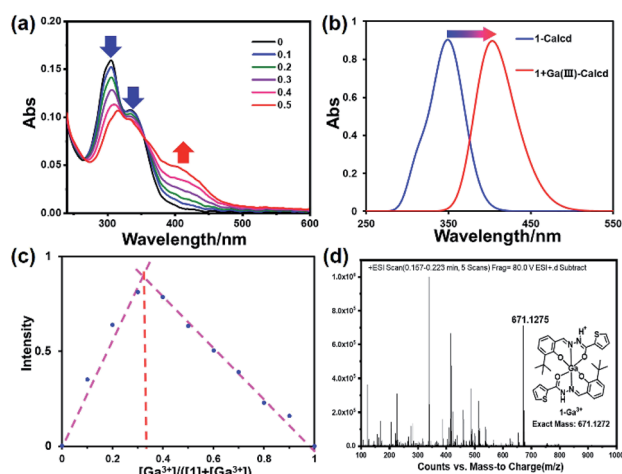 (a)
0.20
0.15
0.10
0.05
0.00
Abs
0
0.1
0.2
0.3
0.4
0.5
300
400
500
600
Wavelength/nm
(b)
1
0.8
0.6
0.4
0.2
0
Abs
1-Calcd
1+Ga(III)-Calcd
250
350
450
550
Wavelength/nm
(c)
1
0.5
0
Intensity
0
0.2
0.4
0.6
0.8
1
[Ga³⁺]/([1]+[Ga³⁺])
(d)
+ESI Scan(0.167-0.223 min, 5 Scans) Frag= 80.0 V ESI+.d Subtract
0.0
671.1275
1-Ga³⁺
Exact Mass: 671.1272
100
200
300
400
500
600
700
800
900
1000
Counts vs. Mass-to Charge(m/z)